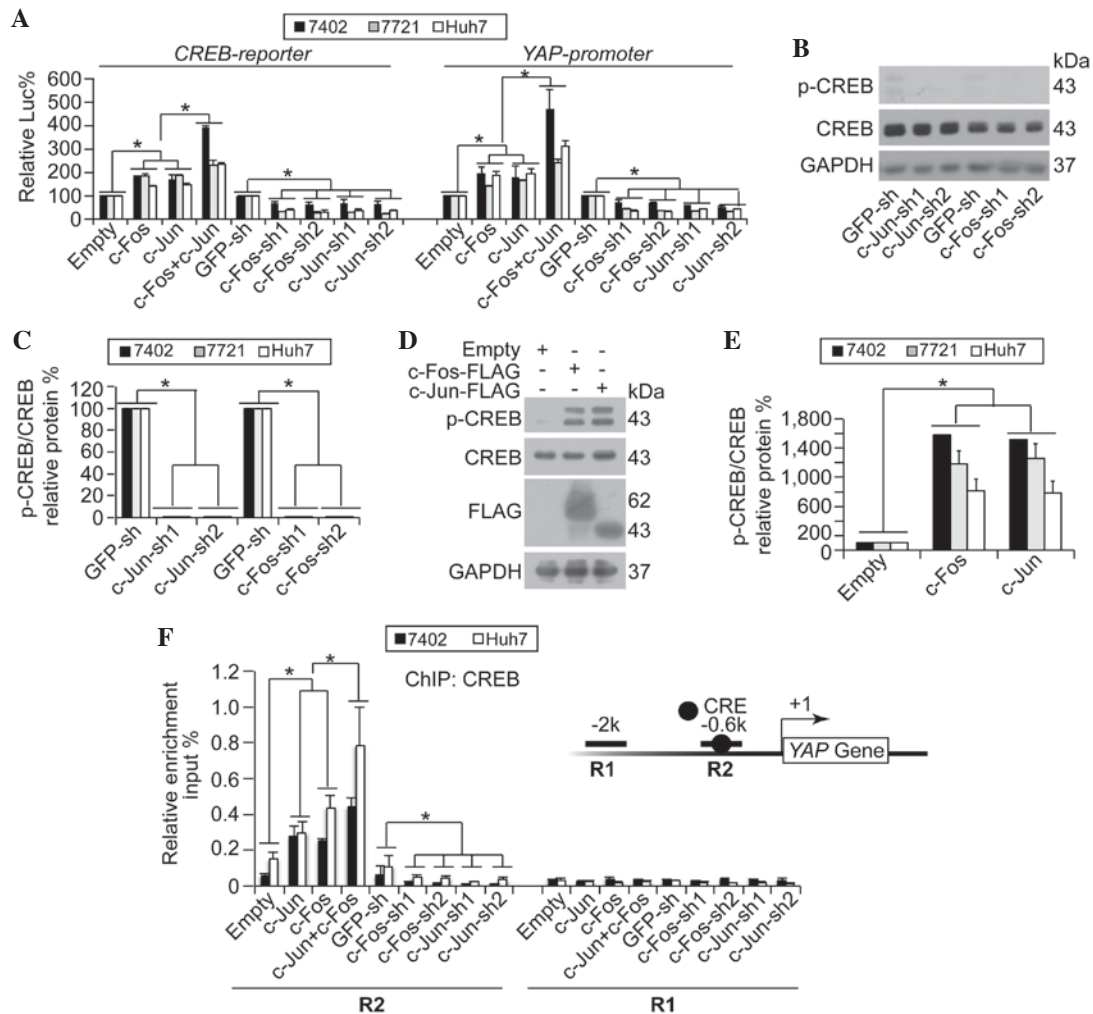 A
7402 7721 Huh7
CREB-reporter
YAP-promoter
Relative Luc%
600
500
400
300
200
100
0
* * *
* * *
Empty
c-Fos
c-Jun
c-Fos+c-Jun
GFP-sh
c-Fos-sh1
c-Fos-sh2
c-Jun-sh1
c-Jun-sh2
Empty
c-Fos
c-Jun
c-Fos+c-Jun
GFP-sh
c-Fos-sh1
c-Fos-sh2
c-Jun-sh1
c-Jun-sh2
B
kDa
p-CREB 43
CREB 43
GAPDH 37
GFP-sh
c-Jun-sh1
c-Jun-sh2
GFP-sh
c-Fos-sh1
c-Fos-sh2
C
7402 7721 Huh7
p-CREB/CREB
relative protein %
120
100
80
60
40
20
0
* *
GFP-sh
c-Jun-sh1
c-Jun-sh2
GFP-sh
c-Fos-sh1
c-Fos-sh2
D
Empty + - -
c-Fos-FLAG - + -
c-Jun-FLAG - - + kDa
p-CREB 43
CREB 43
FLAG 62
43
GAPDH 37
E
7402 7721 Huh7
p-CREB/CREB
relative protein %
1,800
1,400
1,000
600
200
0
*
Empty
c-Fos
c-Jun
F
7402 Huh7
ChIP: CREB
Relative enrichment
input %
1.2
1.0
0.8
0.6
0.4
0.2
0
* * *
CRE
+1
-2k
-0.6k
YAP Gene
R1
R2
Empty
c-Jun
c-Fos
c-Jun+c-Fos
GFP-sh
c-Fos-sh1
c-Fos-sh2
c-Jun-sh1
c-Jun-sh2
Empty
c-Jun
c-Fos
c-Jun+c-Fos
GFP-sh
c-Fos-sh1
c-Fos-sh2
c-Jun-sh1
c-Jun-sh2
R2
R1